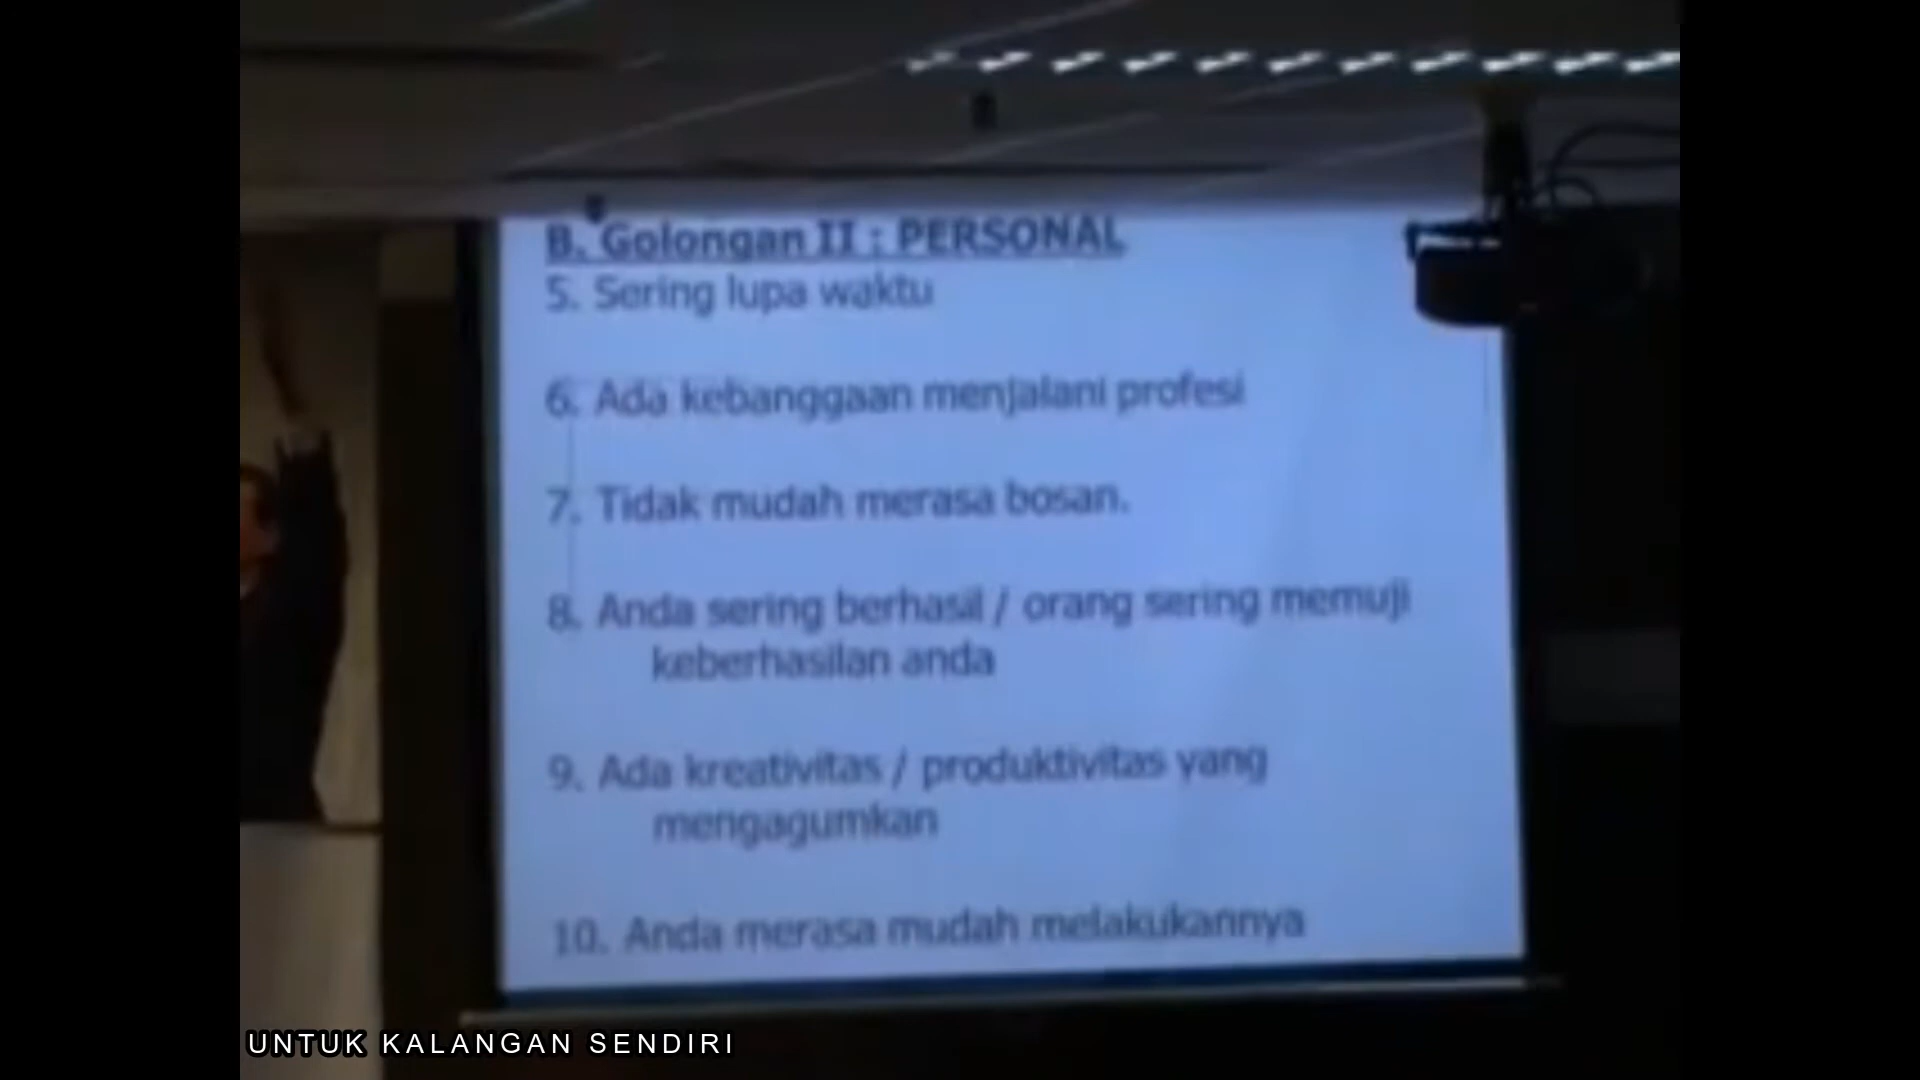 B. Golongan II : PERSONAL
5. Sering lupa waktu
6. Ada kebanggaan menjalani profesi
7. Tidak mudah merasa bosan.
8. Anda sering berhasil / orang sering memuji
keberhasilan anda
9. Ada kreativitas / produktivitas yang
mengagumkan
10. Anda merasa mudah melakukannya
UNTUK KALANGAN SENDIRI